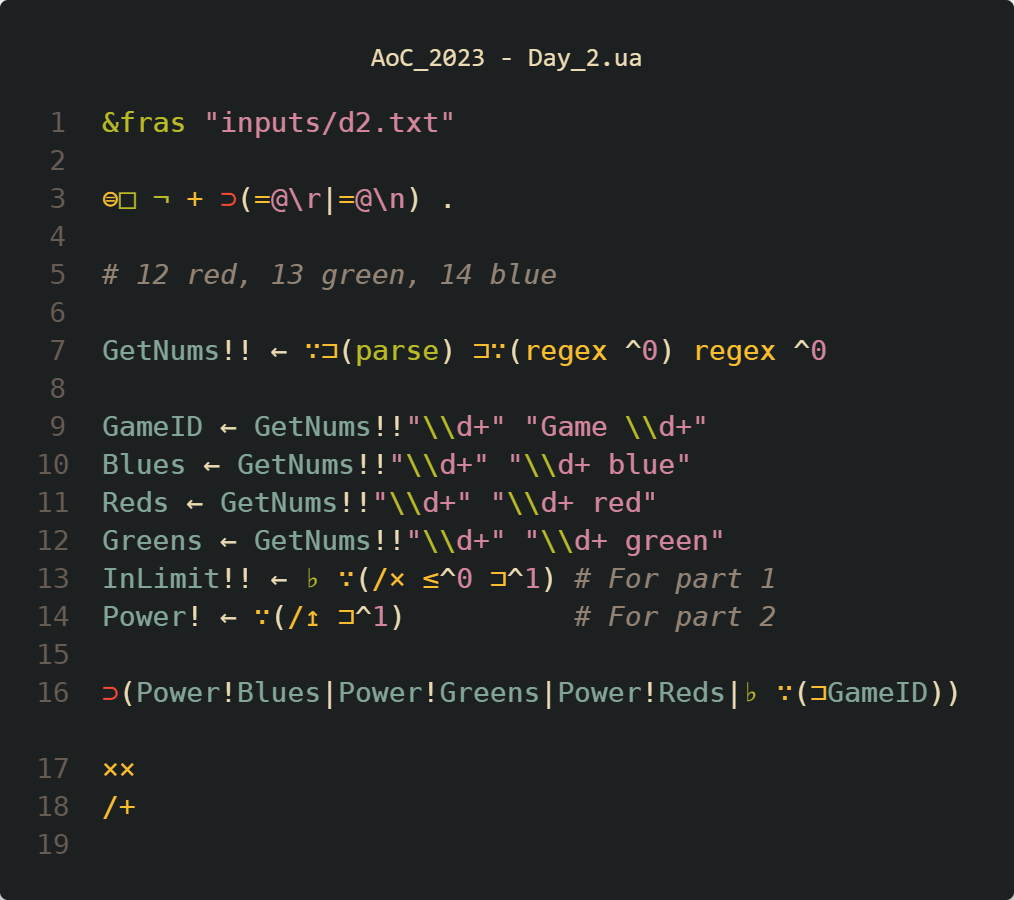 AoC_2023 - Day_2.ua
1 &fras "inputs/d2.txt"
2
3 ⊜□ ¬ + ⊃(=@\r|=@\n) .
4
5 # 12 red, 13 green, 14 blue
6
7 GetNums!! ← ∵⊐(parse) ⊐∵(regex ^0) regex ^0
8
9 GameID ← GetNums!!"\\d+" "Game \\d+"
10 Blues ← GetNums!!"\\d+" "\\d+ blue"
11 Reds ← GetNums!!"\\d+" "\\d+ red"
12 Greens ← GetNums!!"\\d+" "\\d+ green"
13 InLimit!! ← ♭ ∵(/× ≤^0 ⊐^1) # For part 1
14 Power! ← ∵(/↥ ⊐^1) # For part 2
15
16 ⊃(Power!Blues|Power!Greens|Power!Reds|♭ ∵(⊐GameID))
17 ××
18 /+
19